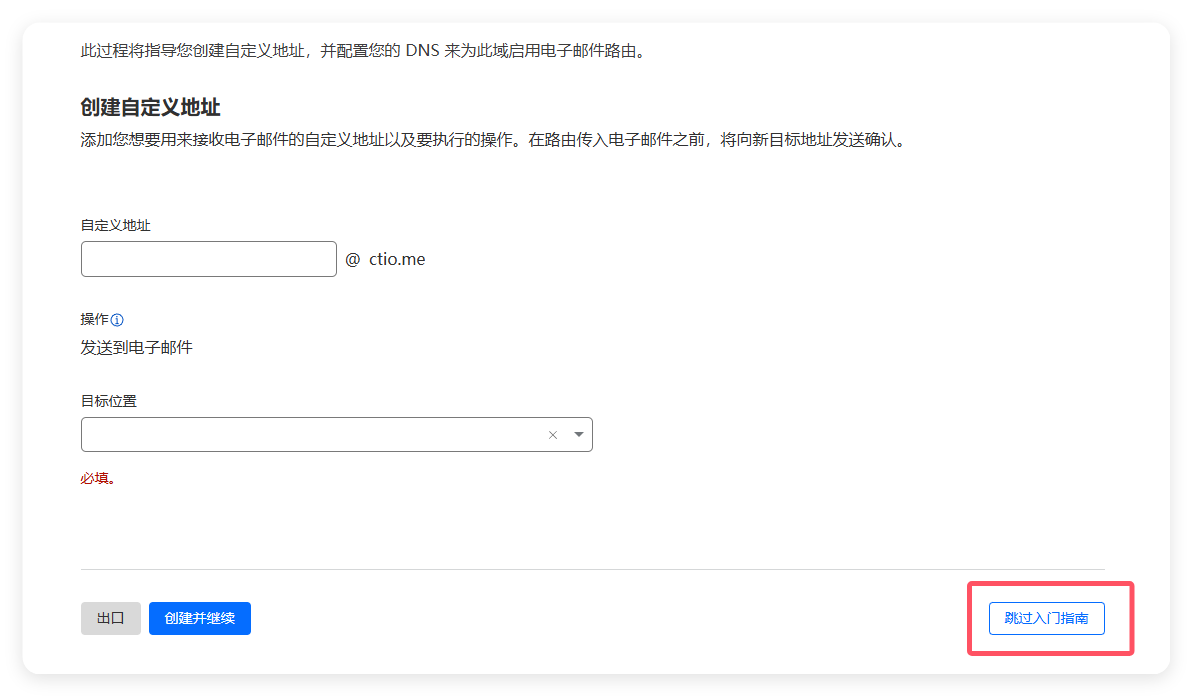 此过程将指导您创建自定义地址，并配置您的 DNS 来为此域启用电子邮件路由。
创建自定义地址
添加您想要用来接收电子邮件的自定义地址以及要执行的操作。在路由传入电子邮件之前，将向新目标地址发送确认。
自定义地址
@ ctio.me
操作
发送到电子邮件
目标位置
必填。
出口 创建并继续 跳过入门指南